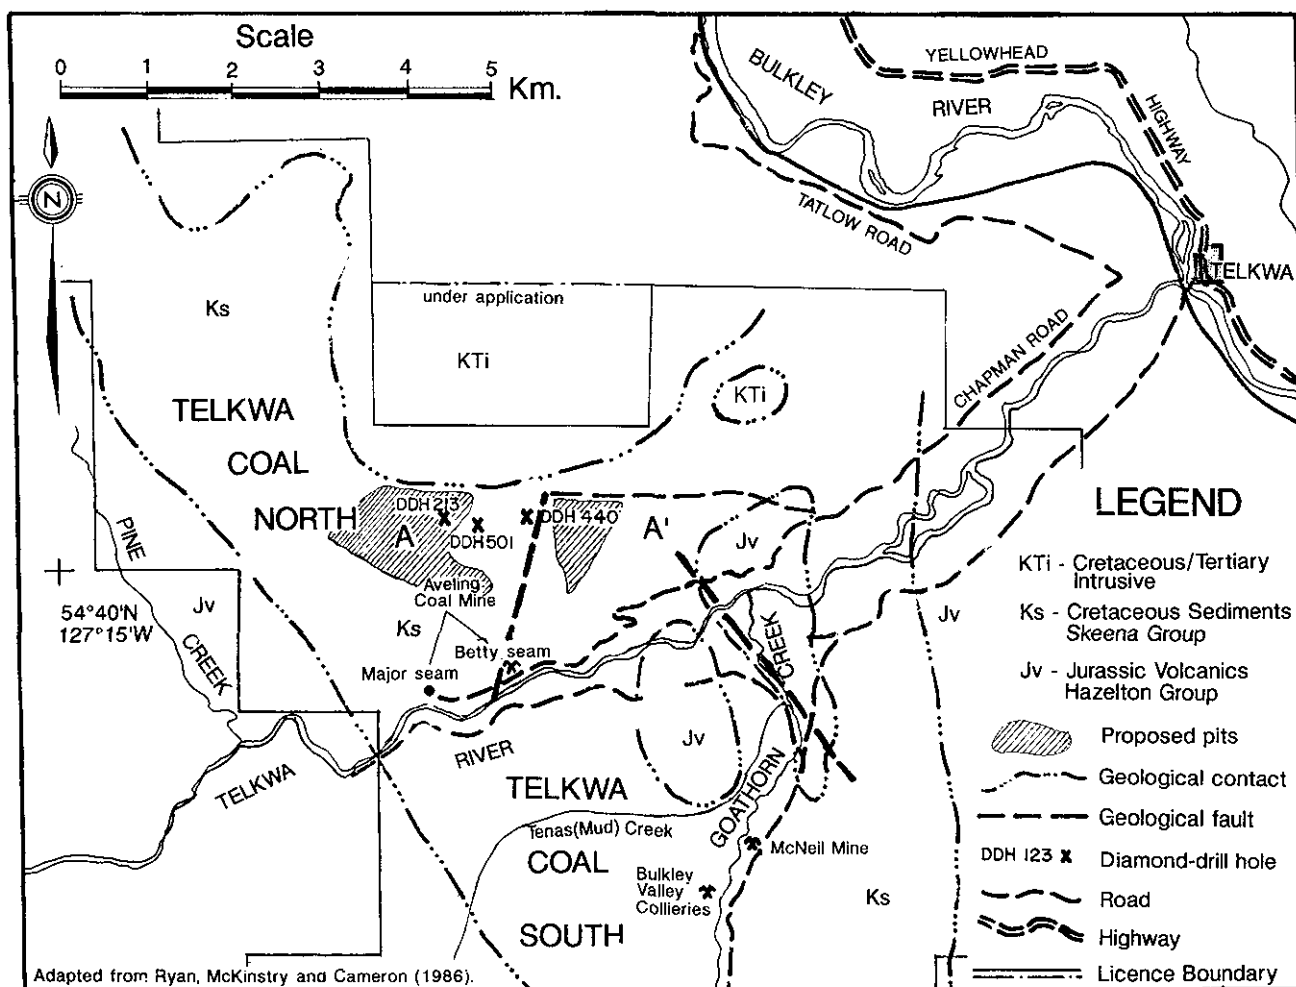 Scale
0 1 2 3 4 5 Km.
N
BULKLEY
RIVER
YELLOWHEAD
HIGHWAY
TATLOW ROAD
TELKWA
CHAPMAN ROAD
under application
KTi
KTi
Ks
TELKWA
COAL
NORTH
DDH 213
A
DDH 501
DDH 440
A'
Aveling
Coal Mine
Jv
Jv
Jv
PINE
CREEK
54°40'N
127°15'W
Ks
Betty seam
Major seam
CREEK
GOATHORN
Jv
TELKWA
RIVER
TELKWA
COAL
SOUTH
Tenas(Mud) Creek
McNeil Mine
Bulkley
Valley
Collieries
Ks
LEGEND
KTi - Cretaceous/Tertiary
Intrusive
Ks - Cretaceous Sediments
Skeena Group
Jv - Jurassic Volcanics
Hazelton Group
Proposed pits
Geological contact
Geological fault
DDH 123 x Diamond-drill hole
Road
Highway
Licence Boundary
Adapted from Ryan, McKinstry and Cameron (1986).